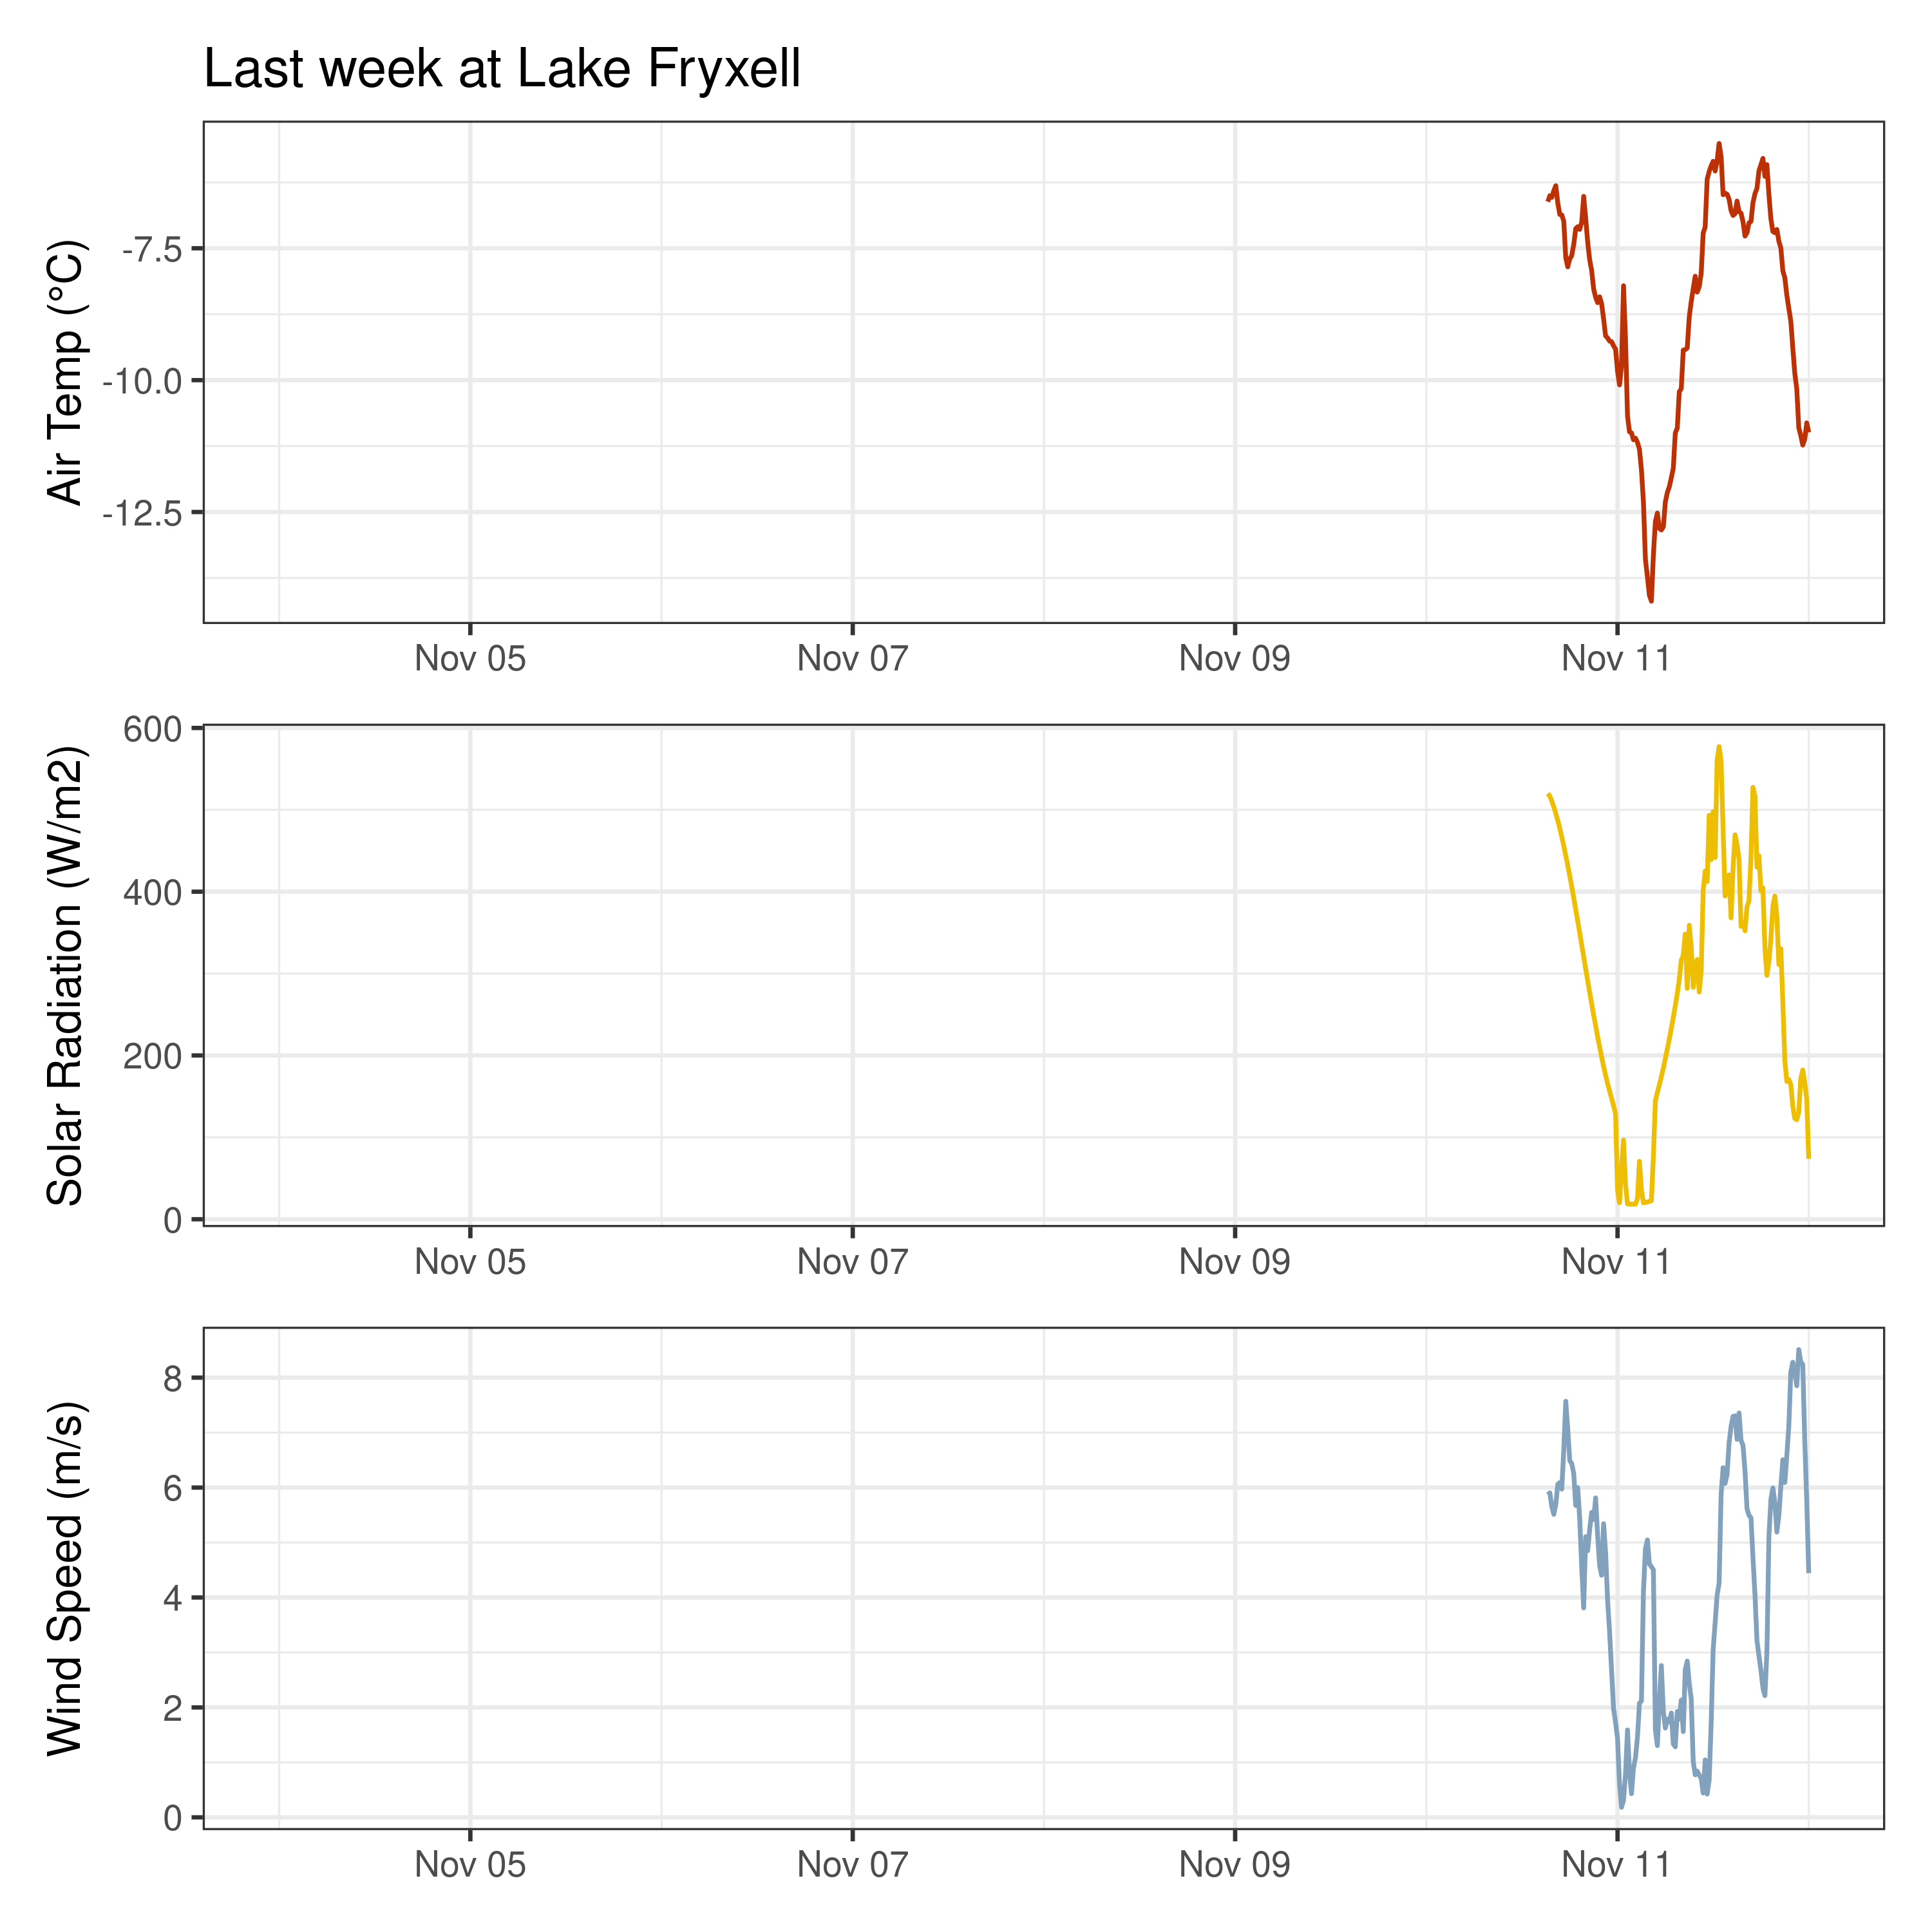 Last week at Lake Fryxell
Air Temp (°C)
-7.5
-10.0
-12.5
Nov 05 Nov 07 Nov 09 Nov 11
Solar Radiation (W/m2)
600
400
200
0
Nov 05 Nov 07 Nov 09 Nov 11
Wind Speed (m/s)
8
6
4
2
0
Nov 05 Nov 07 Nov 09 Nov 11